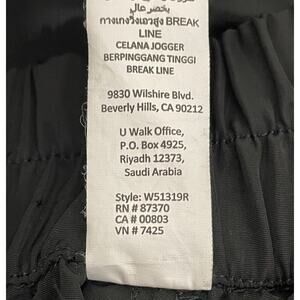 بخصر عالي
กางเกงวิ่งเอวสูง BREAK
LINE
CELANA JOGGER
BERPINGGANG TINGGI
BREAK LINE
9830 Wilshire Blvd.
Beverly Hills, CA 90212
U Walk Office,
P.O. Box 4925,
Riyadh 12373,
Saudi Arabia
Style: W51319R
RN # 87370
CA # 00803
VN # 7425